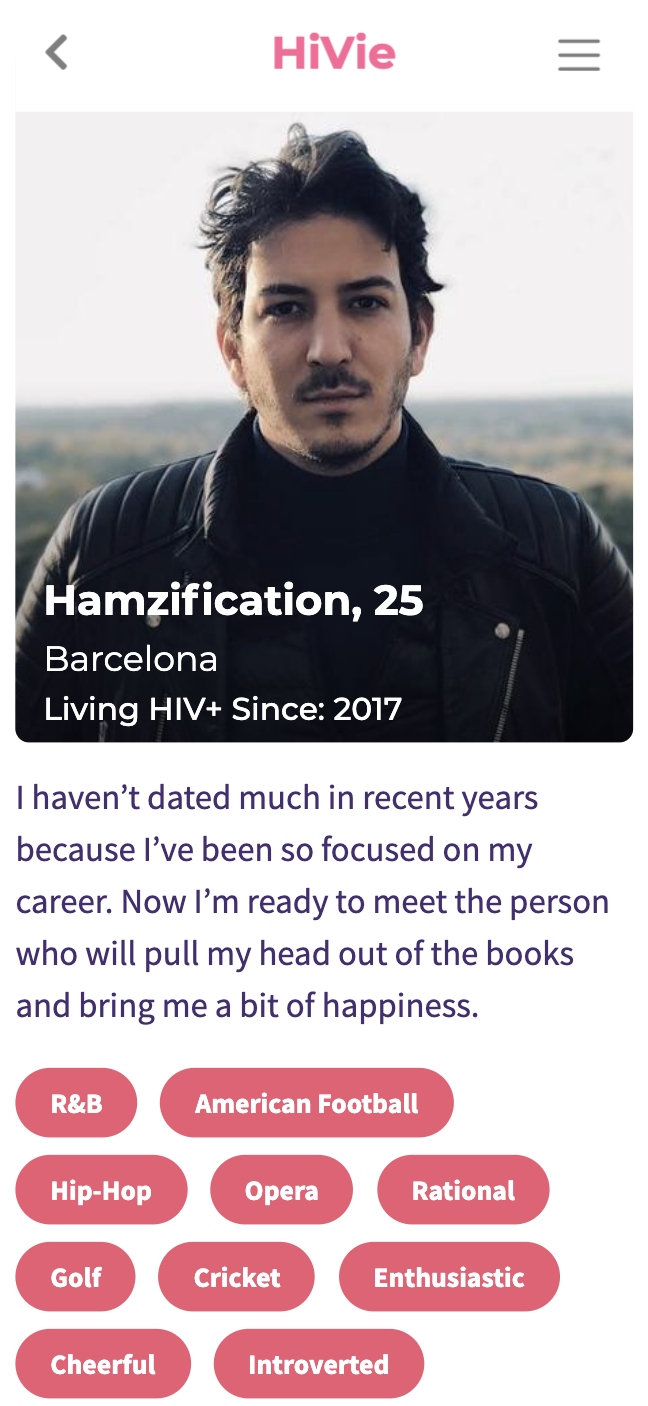 HiVie
Hamzification, 25
Barcelona
Living HIV+ Since: 2017
I haven’t dated much in recent years
because I’ve been so focused on my
career. Now I’m ready to meet the person
who will pull my head out of the books
and bring me a bit of happiness.
R&B American Football
Hip-Hop Opera Rational
Golf Cricket Enthusiastic
Cheerful Introverted